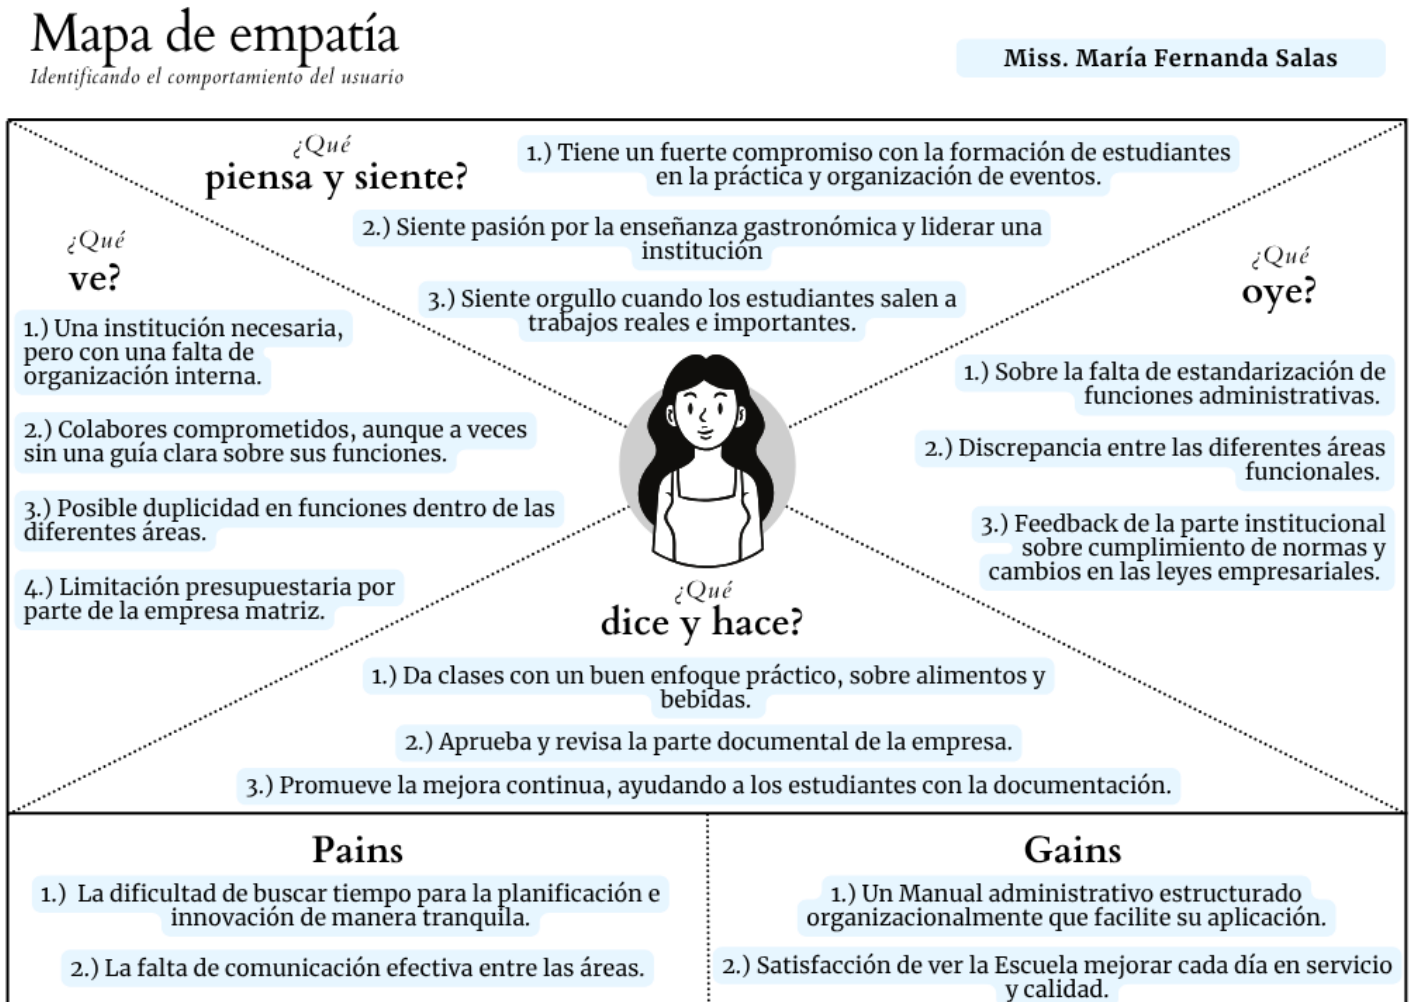 Mapa de empatía
Identificando el comportamiento del usuario
Miss. María Fernanda Salas
¿Qué
piensa y siente?
1.) Tiene un fuerte compromiso con la formación de estudiantes
en la práctica y organización de eventos.
2.) Siente pasión por la enseñanza gastronómica y liderar una
institución
3.) Siente orgullo cuando los estudiantes salen a
trabajos reales e importantes.
¿Qué
ve?
1.) Una institución necesaria,
pero con una falta de
organización interna.
2.) Colabores comprometidos, aunque a veces
sin una guía clara sobre sus funciones.
3.) Posible duplicidad en funciones dentro de las
diferentes áreas.
4.) Limitación presupuestaria por
parte de la empresa matriz.
¿Qué
oye?
1.) Sobre la falta de estandarización de
funciones administrativas.
2.) Discrepancia entre las diferentes áreas
funcionales.
3.) Feedback de la parte institucional
sobre cumplimiento de normas y
cambios en las leyes empresariales.
¿Qué
dice y hace?
1.) Da clases con un buen enfoque práctico, sobre alimentos y
bebidas.
2.) Aprueba y revisa la parte documental de la empresa.
3.) Promueve la mejora continua, ayudando a los estudiantes con la documentación.
Pains
1.) La dificultad de buscar tiempo para la planificación e
innovación de manera tranquila.
2.) La falta de comunicación efectiva entre las áreas.
Gains
1.) Un Manual administrativo estructurado
organizacionalmente que facilite su aplicación.
2.) Satisfacción de ver la Escuela mejorar cada día en servicio
y calidad.